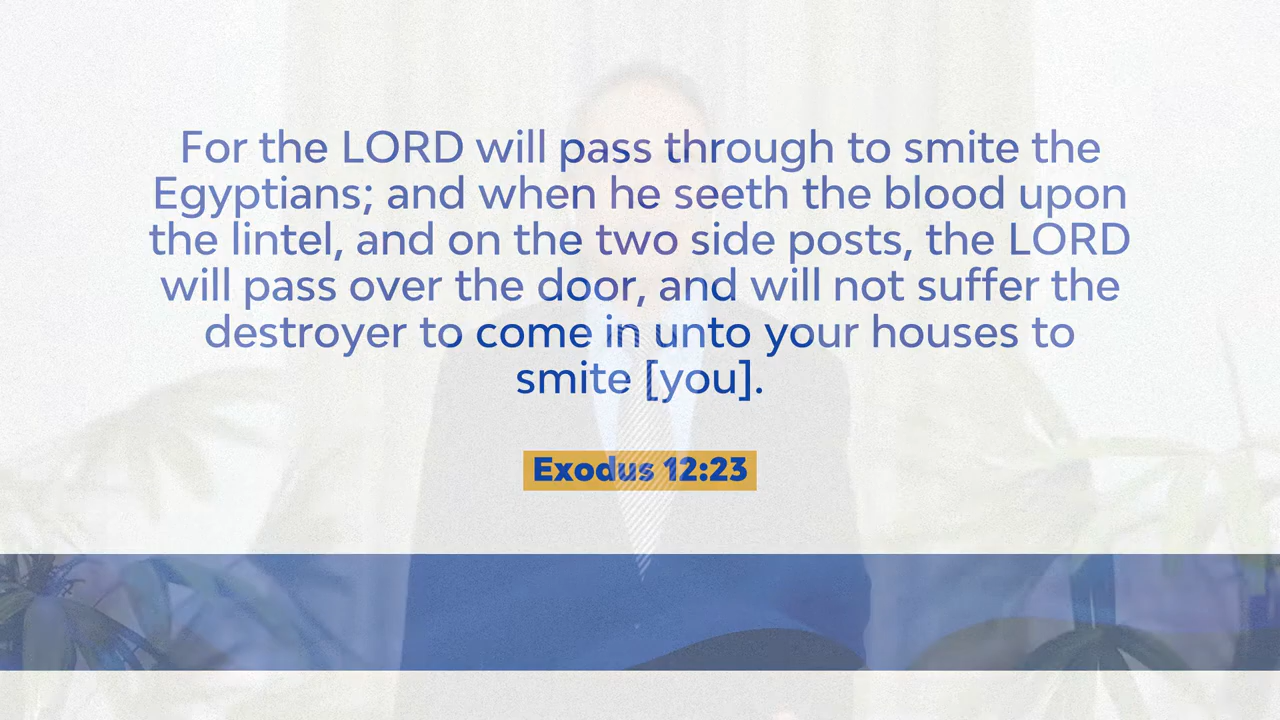 For the LORD will pass through to smite the
Egyptians; and when he seeth the blood upon
the lintel, and on the two side posts, the LORD
will pass over the door, and will not suffer the
destroyer to come in unto your houses to
smite [you].
Exodus 12:23